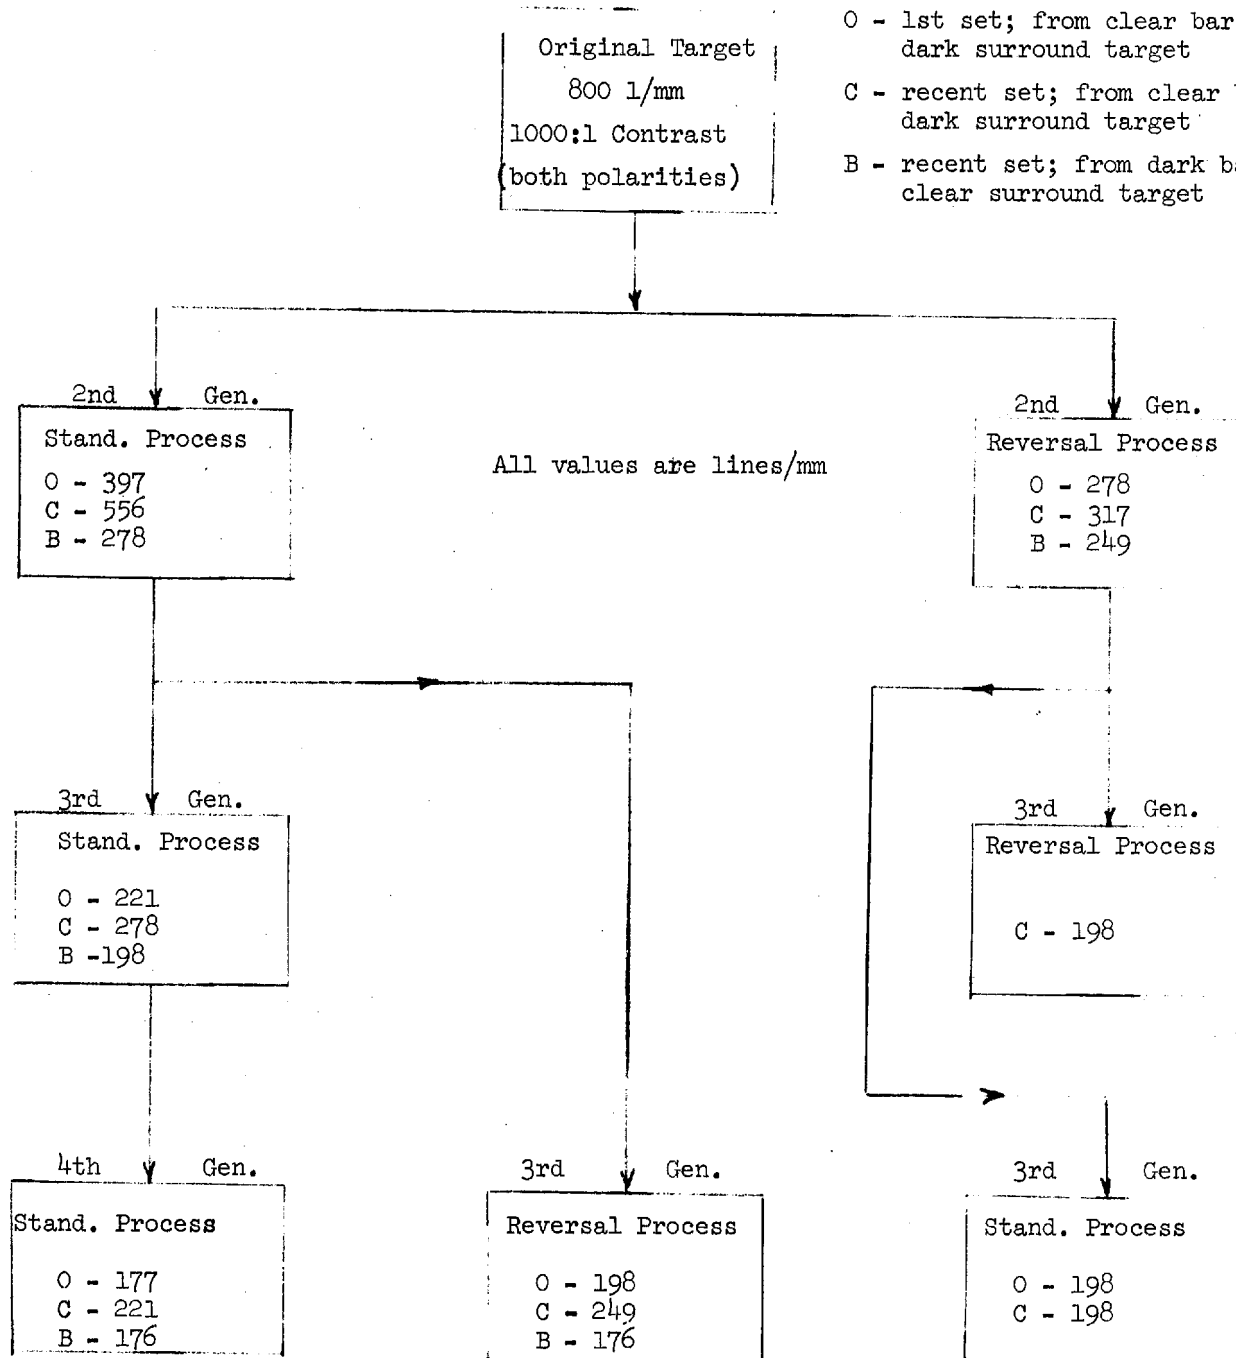 Original Target
800 l/mm
1000:1 Contrast
(both polarities)
O - 1st set; from clear bar
dark surround target
C - recent set; from clear
dark surround target
B - recent set; from dark
clear surround target
2nd Gen.
Stand. Process
O - 397
C - 556
B - 278
All values are lines/mm
2nd Gen.
Reversal Process
O - 278
C - 317
B - 249
3rd Gen.
Stand. Process
O - 221
C - 278
B -198
3rd Gen.
Reversal Process
C - 198
4th Gen.
Stand. Process
O - 177
C - 221
B - 176
3rd Gen.
Reversal Process
O - 198
C - 249
B - 176
3rd Gen.
Stand. Process
O - 198
C - 198